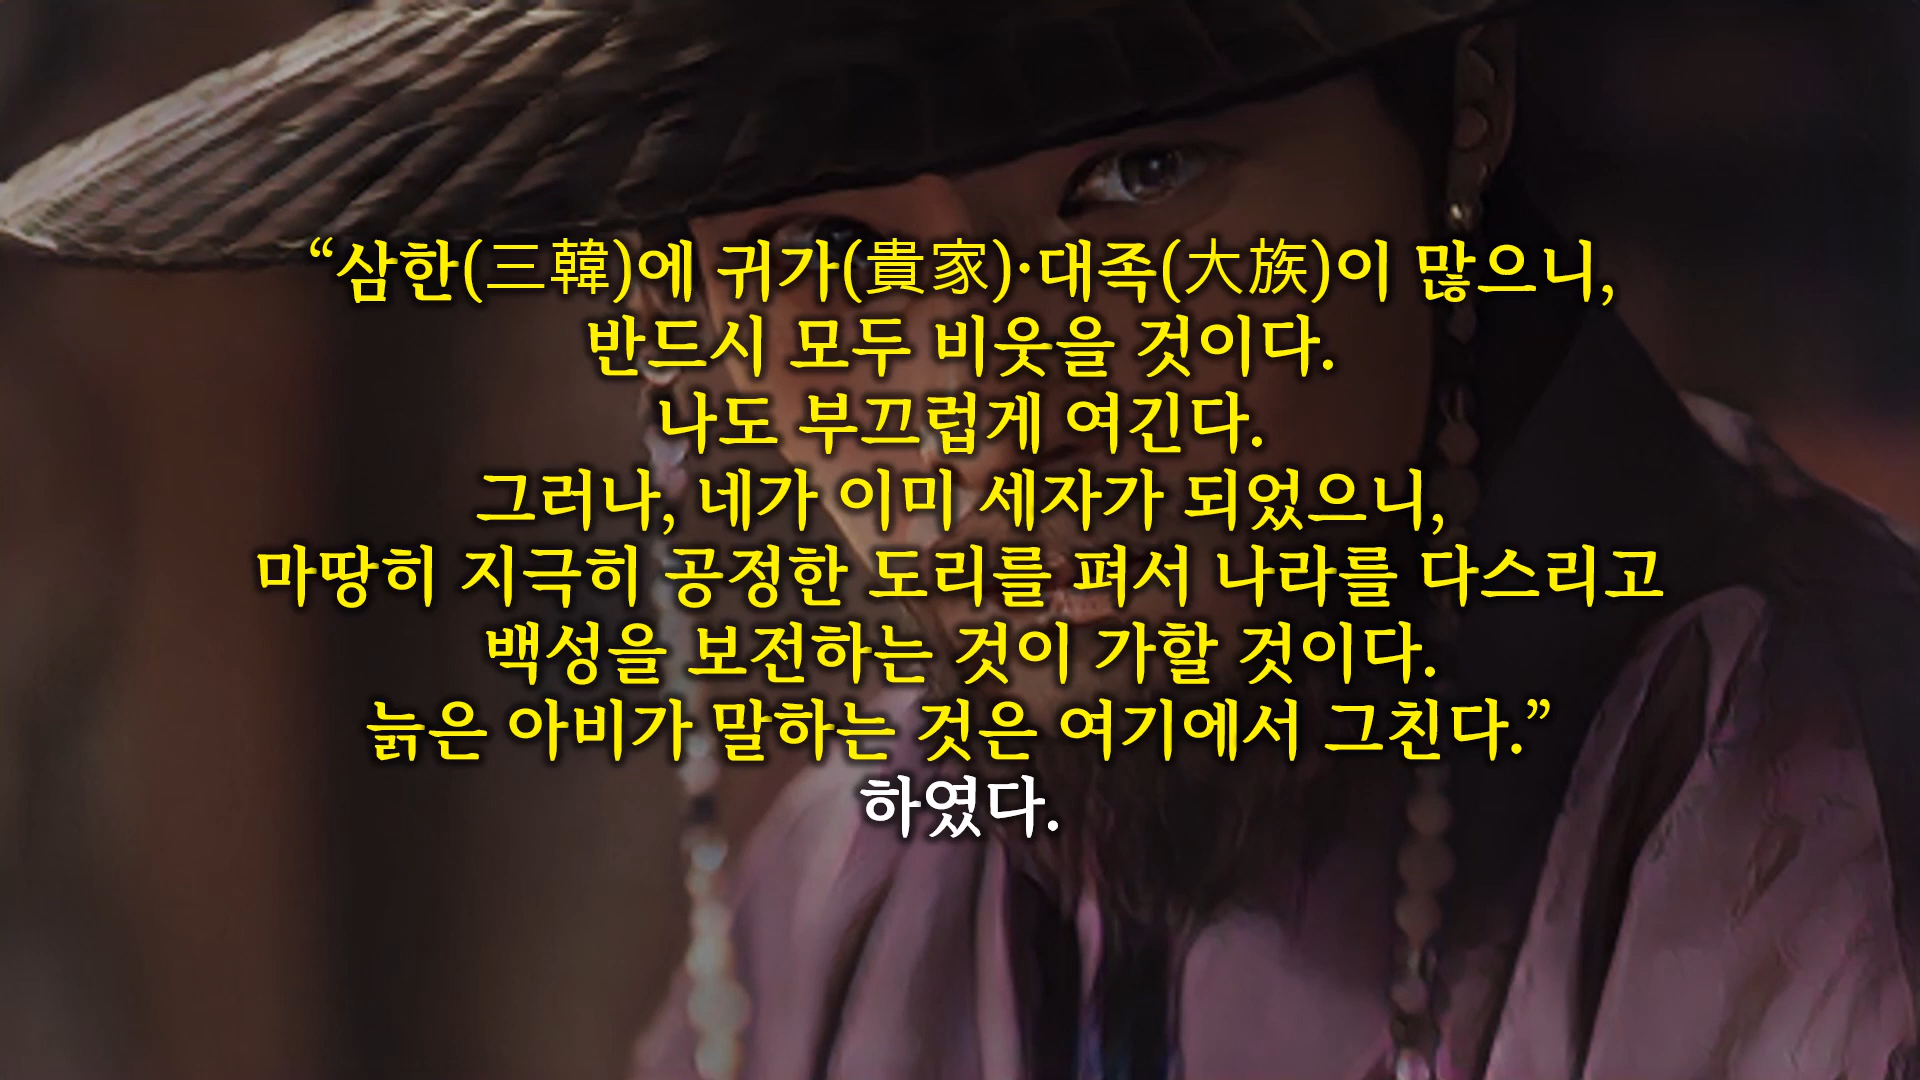 “삼한(三韓)에 귀가(貴家)·대족(大族)이 많으니,
반드시 모두 비웃을 것이다.
나도 부끄럽게 여긴다.
그러나, 네가 이미 세자가 되었으니,
마땅히 지극히 공정한 도리를 펴서 나라를 다스리고
백성을 보전하는 것이 가할 것이다.
늙은 아비가 말하는 것은 여기에서 그친다.”
하였다.